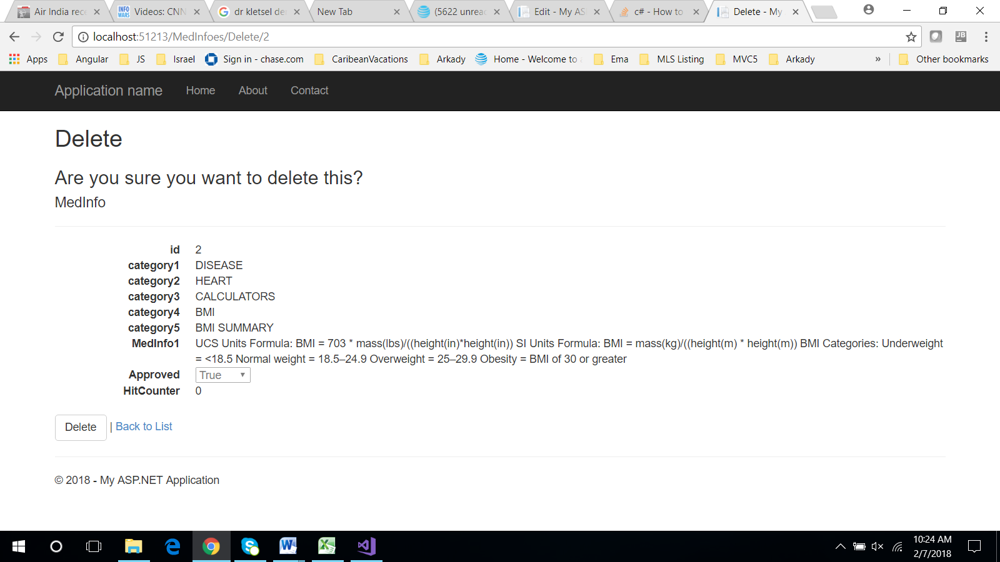 Air India rece
INFO WARS
Videos: CNN
dr kletsel de
New Tab
(5622 unrea
Edit - My AS
c# - How to
Delete - My
localhost:51213/MedInfoes/Delete/2
JB
Apps
Angular
JS
Israel
Sign in - chase.com
CaribeanVacations
Arkady
Home - Welcome to
Ema
MLS Listing
MVC5
Arkady
»
Other bookmarks
Application name
Home
About
Contact
Delete
Are you sure you want to delete this?
MedInfo
id 2
category1 DISEASE
category2 HEART
category3 CALCULATORS
category4 BMI
category5 BMI SUMMARY
MedInfo1 UCS Units Formula: BMI = 703 * mass(lbs)/((height(in)*height(in)) SI Units Formula: BMI = mass(kg)/((height(m) * height(m)) BMI Categories: Underweight
= <18.5 Normal weight = 18.5–24.9 Overweight = 25–29.9 Obesity = BMI of 30 or greater
Approved True
HitCounter 0
Delete | Back to List
© 2018 - My ASP.NET Application
10:24 AM
2/7/2018